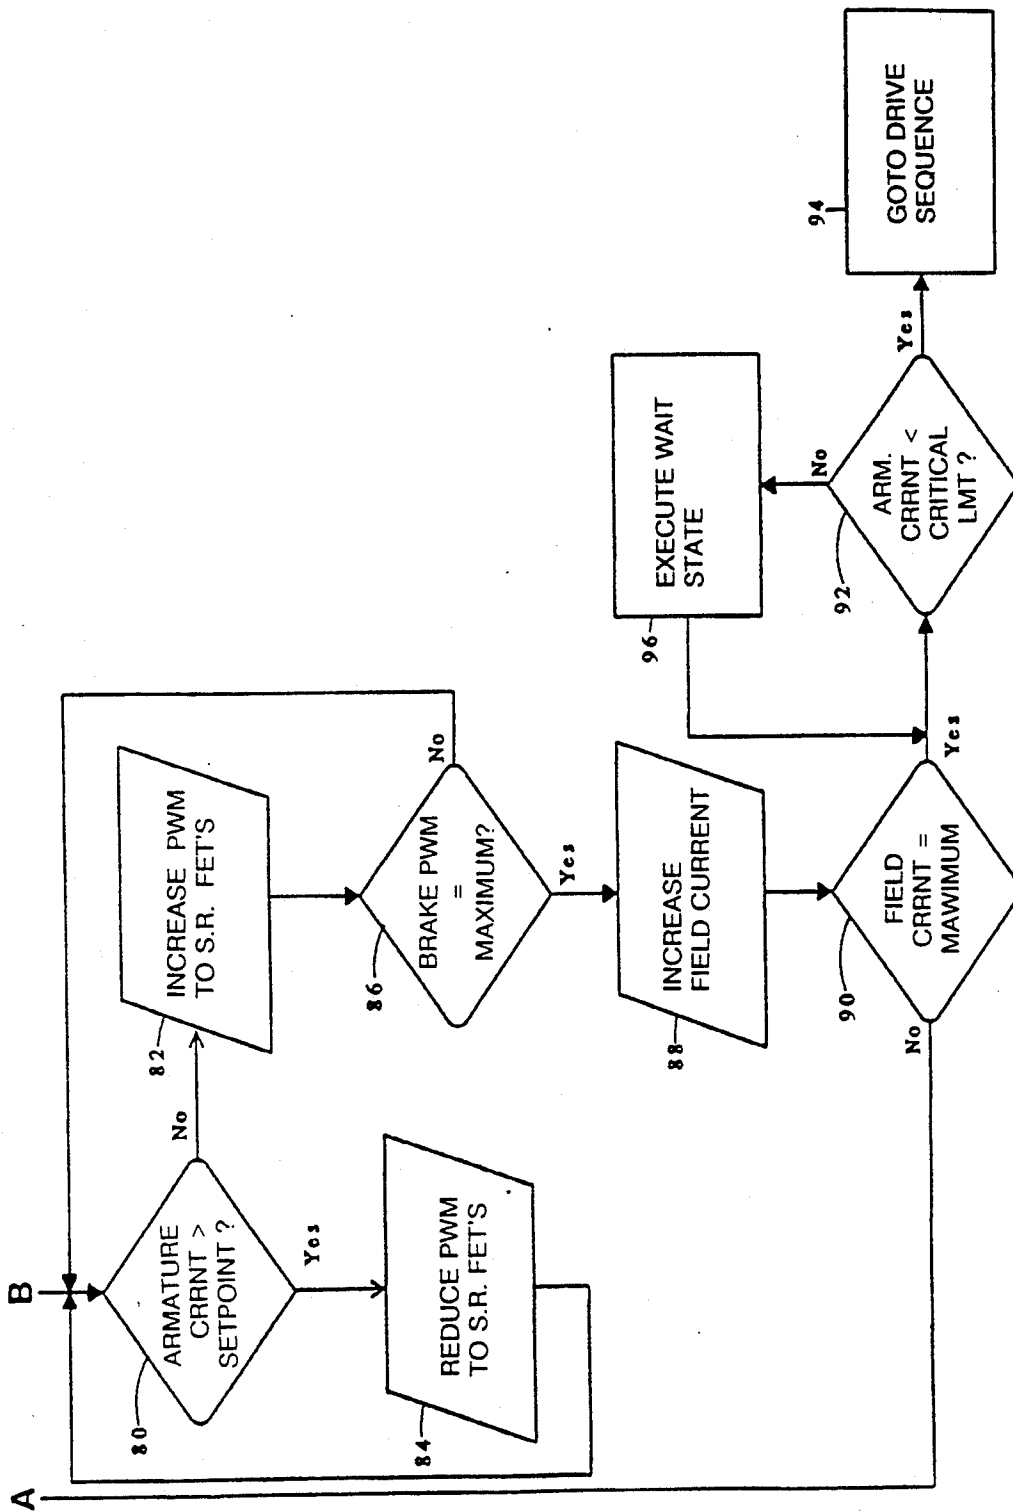 A
B
80
ARMATURE
CRRNT >
SETPOINT ?
No
Yes
82
INCREASE PWM
TO S.R. FET'S
84
REDUCE PWM
TO S.R. FET'S
86
BRAKE PWM
=
MAXIMUM?
No
Yes
88
INCREASE
FIELD CURRENT
90
FIELD
CRRNT =
MAWIMUM
No
Yes
96
EXECUTE WAIT
STATE
92
ARM.
CRRNT <
CRITICAL
LMT ?
No
Yes
94
GOTO DRIVE
SEQUENCE